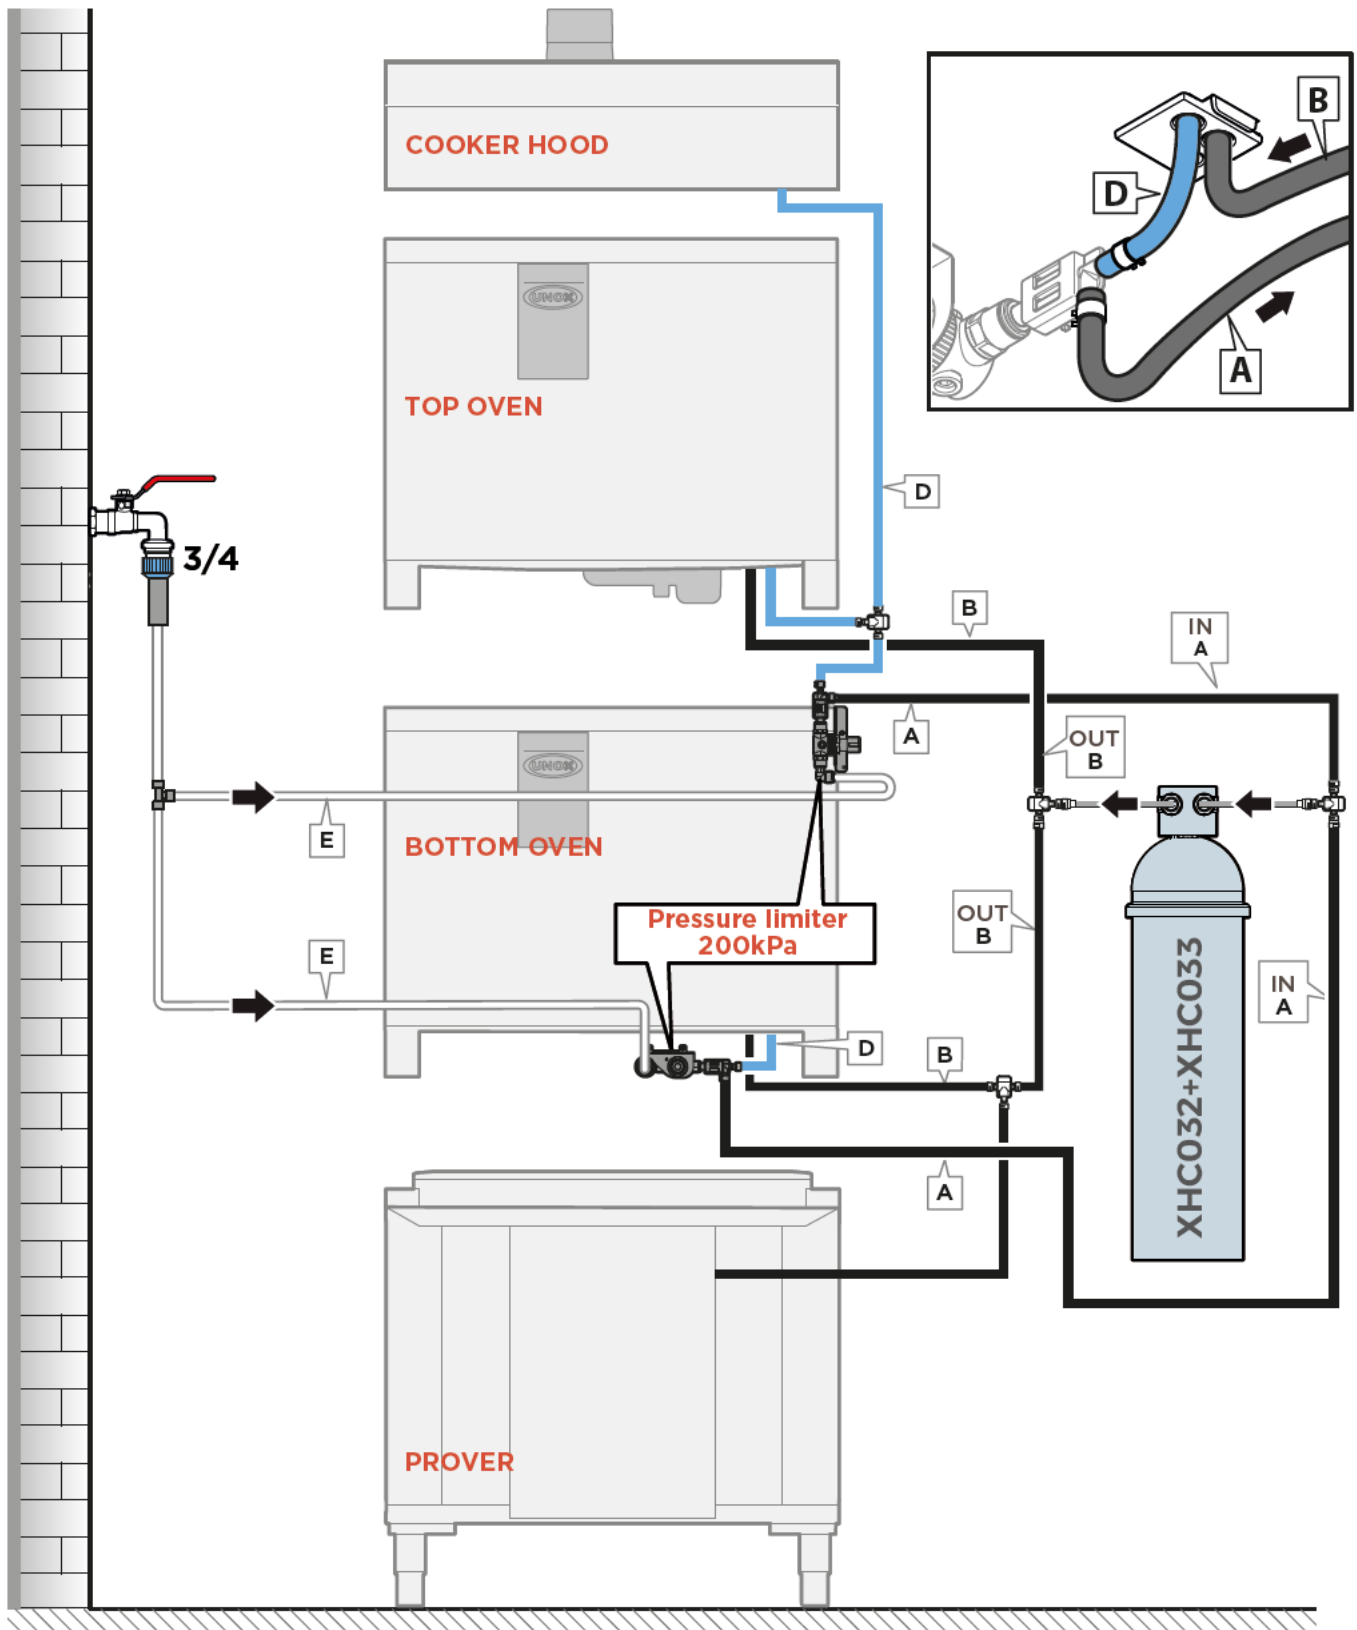 COOKER HOOD
B
D
A
UNOX
TOP OVEN
D
3/4
B
IN
A
A
OUT
B
UNOX
E
BOTTOM OVEN
Pressure limiter
200kPa
OUT
B
E
IN
A
D
B
XHC032+XHC033
A
PROVER